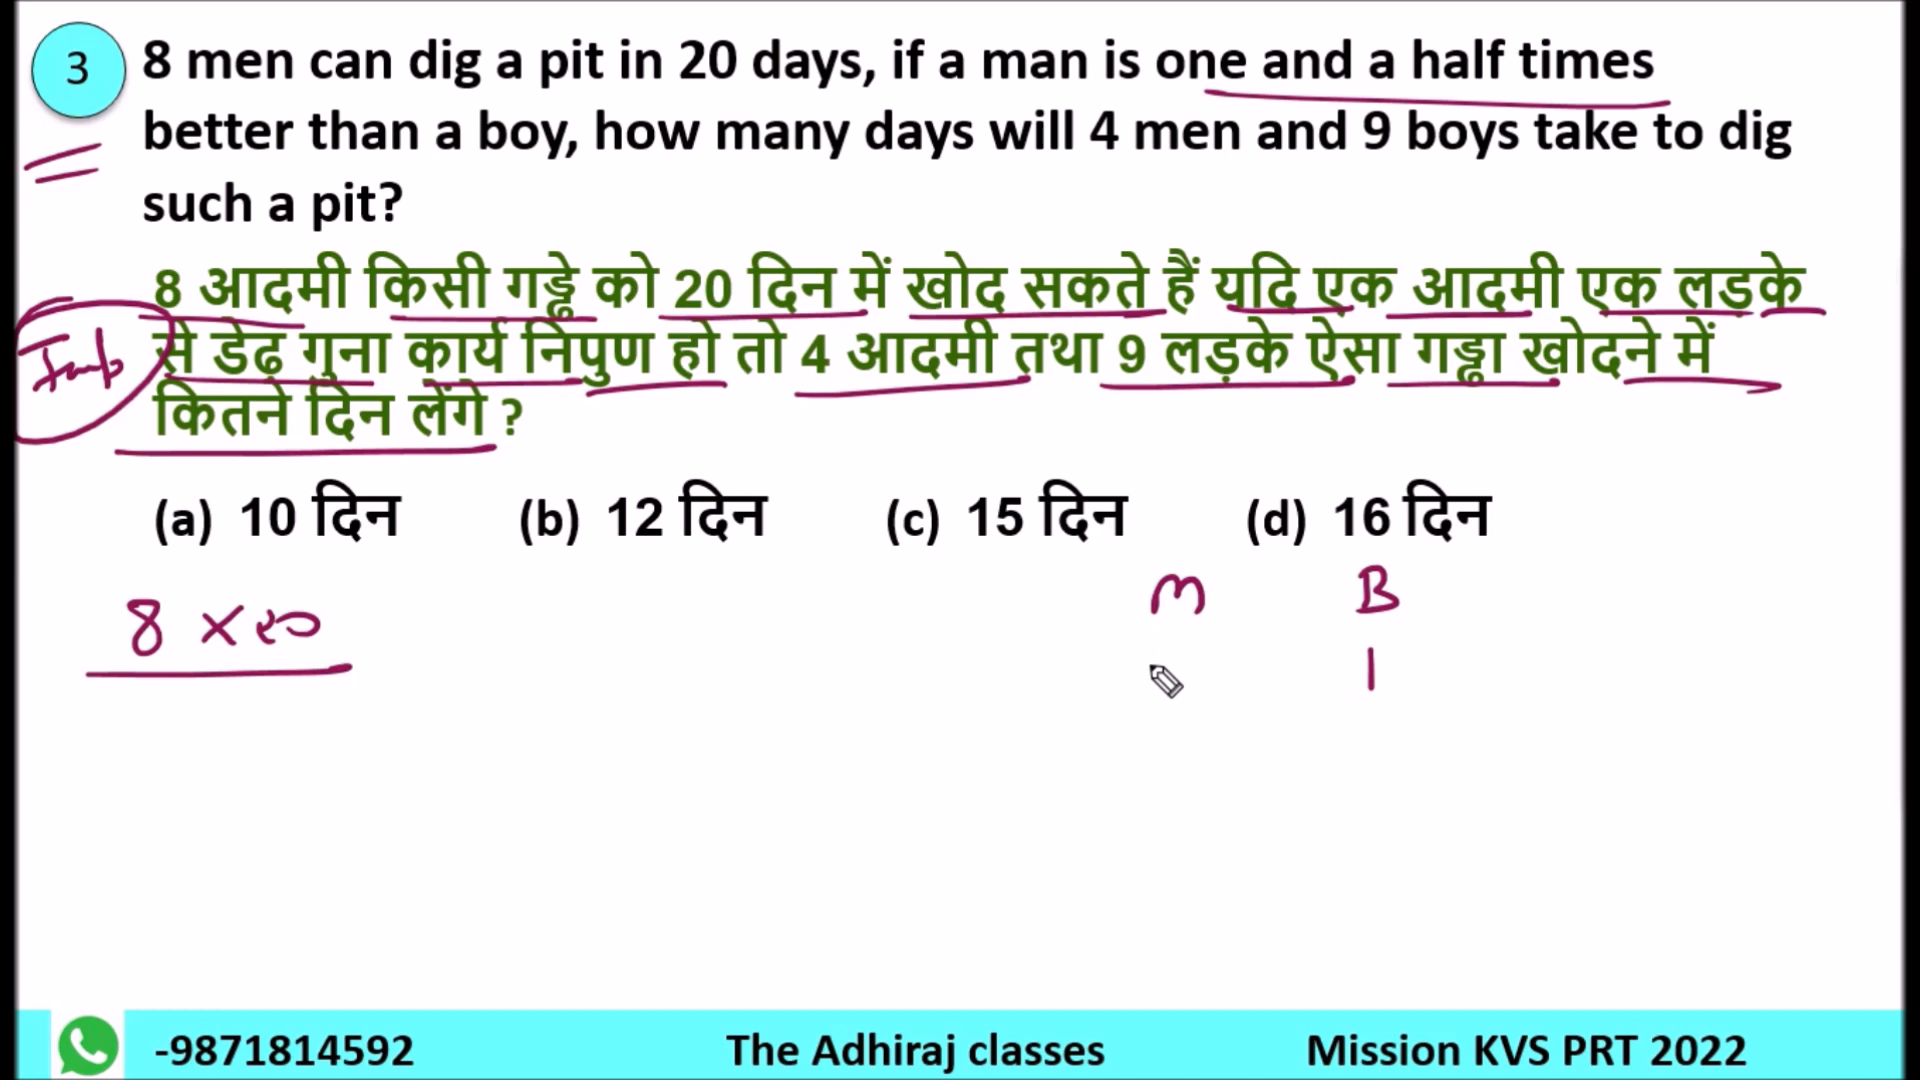 3
8 men can dig a pit in 20 days, if a man is one and a half times
better than a boy, how many days will 4 men and 9 boys take to dig
such a pit?
8 आदमी किसी गड्ढे को 20 दिन में खोद सकते हैं यदि एक आदमी एक लड़के
से डेढ़ गुना कार्य निपुण हो तो 4 आदमी तथा 9 लड़के ऐसा गड्ढा खोदने में
कितने दिन लेंगे ?
Imp
(a) 10 दिन (b) 12 दिन (c) 15 दिन (d) 16 दिन
M B
8 × 20
1
-9871814592 The Adhiraj classes Mission KVS PRT 2022